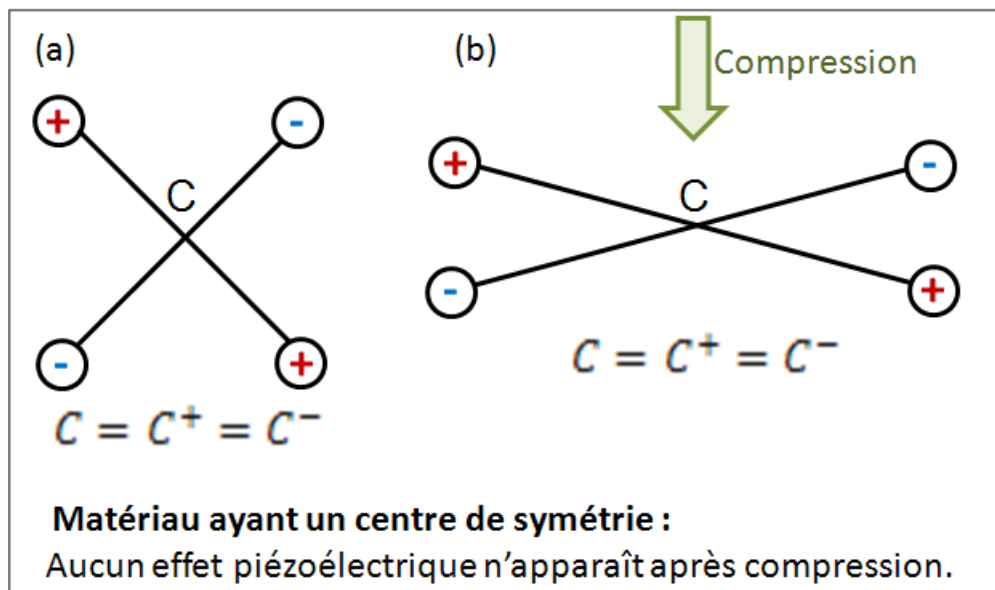 (a)
(b)
Compression
+
-
+
-
C
C
-
+
-
+
C = C⁺ = C⁻
C = C⁺ = C⁻
Matériau ayant un centre de symétrie :
Aucun effet piézoélectrique n'apparaît après compression.